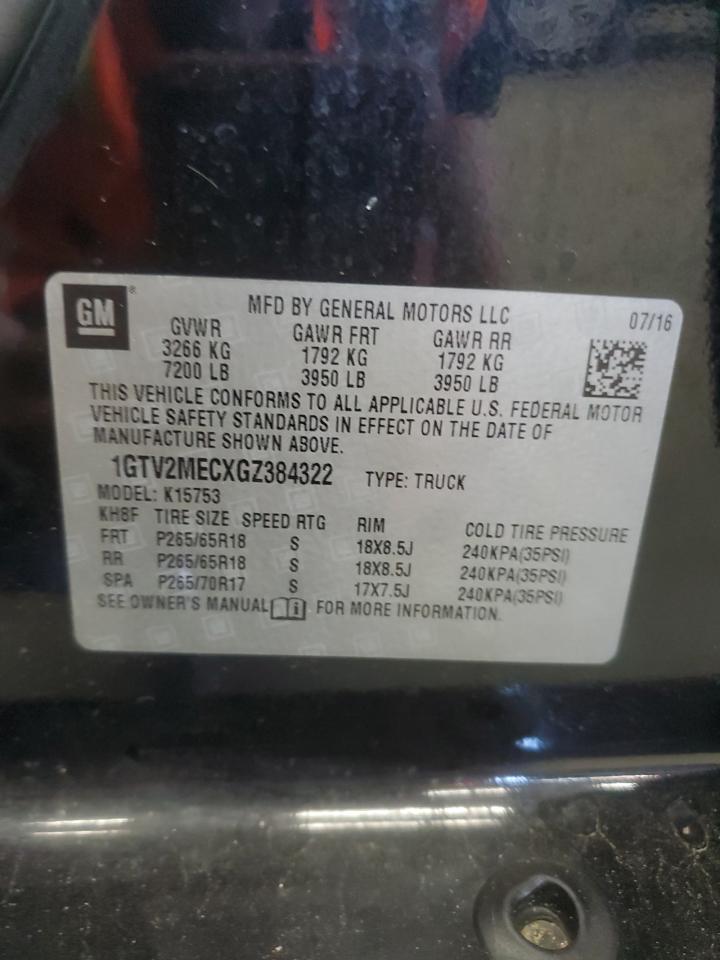 GM®
MFD BY GENERAL MOTORS LLC 07/16
GVWR GAWR FRT GAWR RR
3266 KG 1792 KG 1792 KG
7200 LB 3950 LB 3950 LB
THIS VEHICLE CONFORMS TO ALL APPLICABLE U.S. FEDERAL MOTOR
VEHICLE SAFETY STANDARDS IN EFFECT ON THE DATE OF
MANUFACTURE SHOWN ABOVE.
1GTV2MECXGZ384322 TYPE: TRUCK
MODEL: K15753
KH8F TIRE SIZE SPEED RTG RIM COLD TIRE PRESSURE
FRT P265/65R18 S 18X8.5J 240KPA(35PSI)
RR P265/65R18 S 18X8.5J 240KPA(35PSI)
SPA P265/70R17 S 17X7.5J 240KPA(35PSI)
SEE OWNER'S MANUAL i FOR MORE INFORMATION.